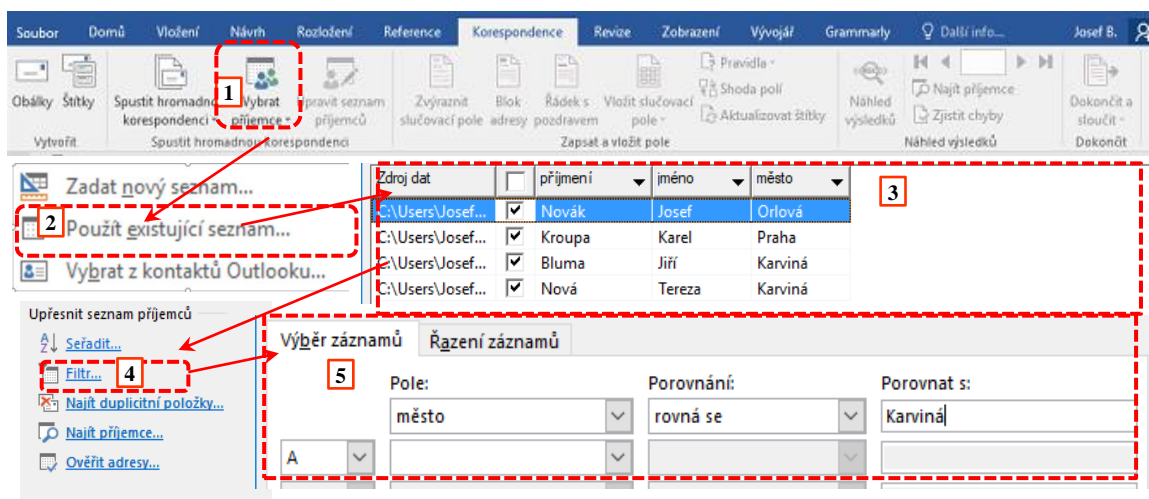 Soubor Domů Vložení Návrh Rozložení Reference Korespondence Revize Zobrazení Vývojář Grammarly Další info... Josef B.
Obálky Štítky Spustit hromadnou korespondenci Vybrat příjemce Upravit seznam příjemců Zvýraznit slučovací pole Blok adresy Řádek s pozdravem Vložit slučovací pole Pravidla Shoda polí Aktualizovat štítky Náhled výsledků Najít příjemce Zjistit chyby Dokončit a sloučit
1
Vytvořit Spustit hromadnou korespondenci Zapsat a vložit pole Náhled výsledků Dokončit
Zadat nový seznam...
2 Použít existující seznam...
Vybrat z kontaktů Outlooku...
Zdroj dat příjmení jméno město
3
C:\Users\Josef... Novák Josef Orlová
C:\Users\Josef... Kroupa Karel Praha
C:\Users\Josef... Bluma Jiří Karviná
C:\Users\Josef... Nová Tereza Karviná
Upřesnit seznam příjemců
Seřadit...
Filtr... 4
Najít duplicitní položky...
Najít příjemce...
Ověřit adresy...
Výběr záznamů Řazení záznamů
5
Pole: Porovnání: Porovnat s:
město rovná se Karviná
A